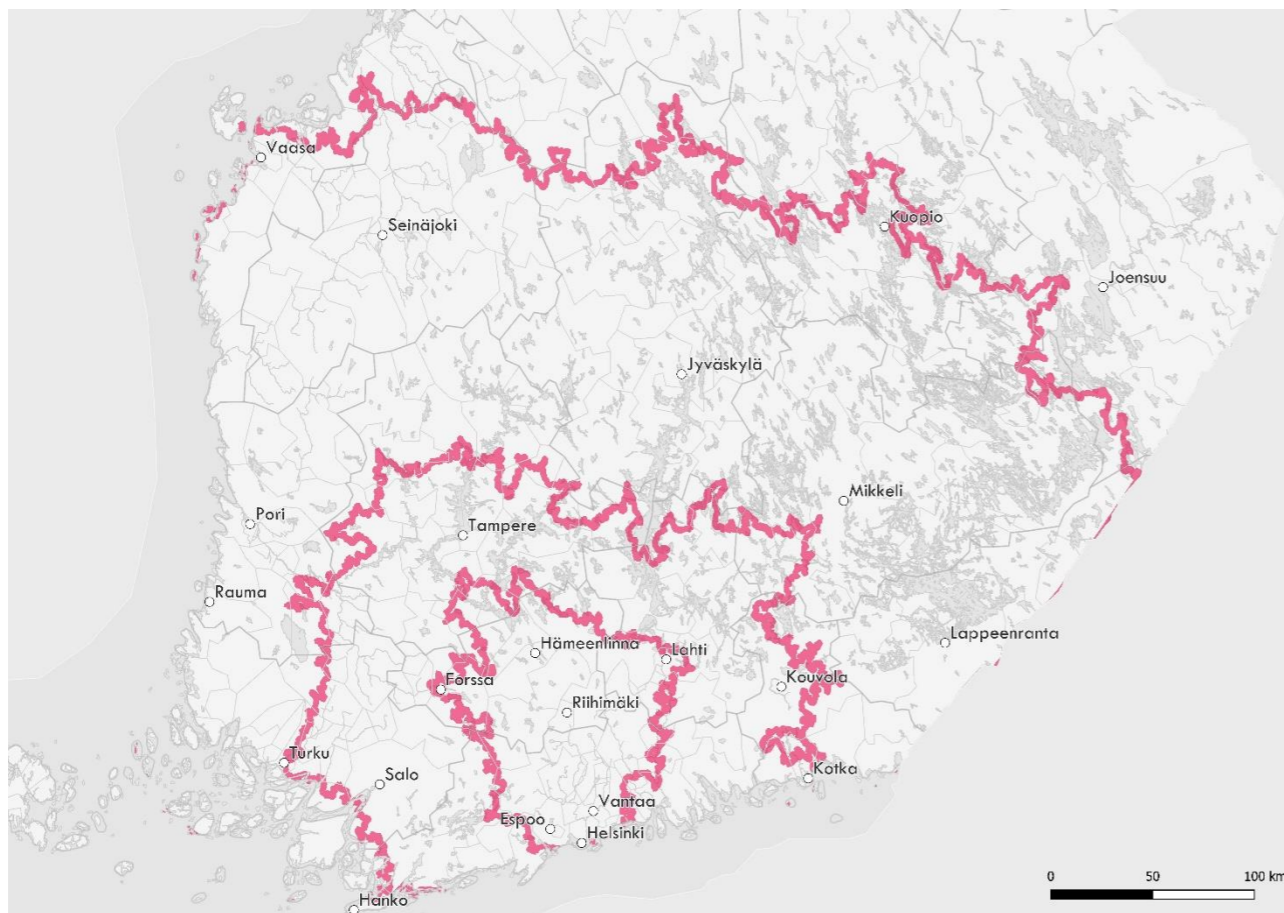 Vaasa
Seinäjoki
Kuopio
Joensuu
Jyväskylä
Mikkeli
Pori
Tampere
Rauma
Hämeenlinna
Lahti
Lappeenranta
Forssa
Kouvola
Riihimäki
Turku
Salo
Kotka
Vantaa
Espoo
Helsinki
Hanko
0 50 100 km